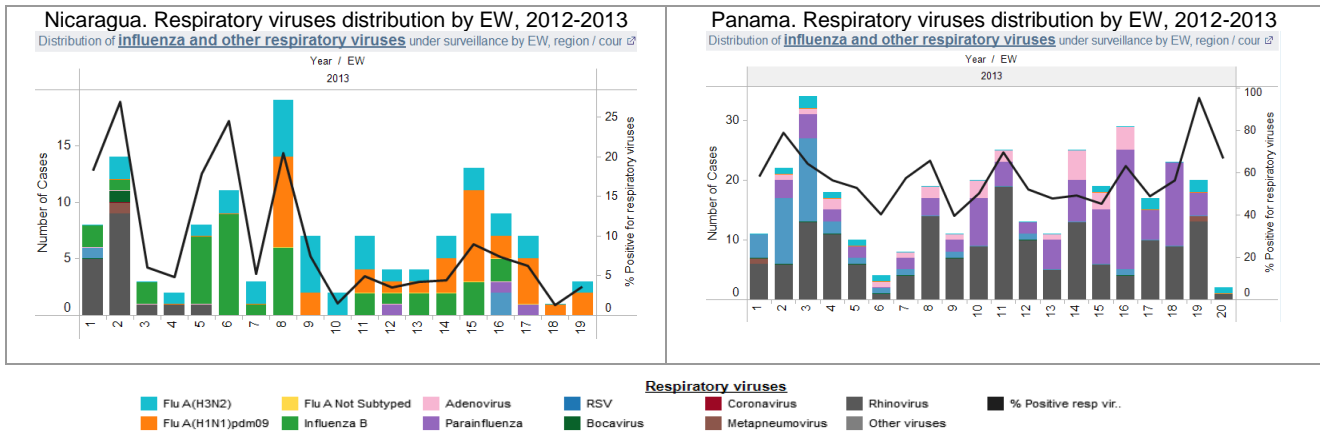 Nicaragua. Respiratory viruses distribution by EW, 2012-2013
Distribution of influenza and other respiratory viruses under surveillance by EW, region / cour
Year / EW
2013
Number of Cases
15
10
5
0
25
20
15
10
5
0
% Positive for respiratory viruses
1 2 3 4 5 6 7 8 9 10 11 12 13 14 15 16 17 18 19
Panama. Respiratory viruses distribution by EW, 2012-2013
Distribution of influenza and other respiratory viruses under surveillance by EW, region / cour
Year / EW
2013
Number of Cases
30
20
10
0
100
80
60
40
20
0
% Positive for respiratory viruses
1 2 3 4 5 6 7 8 9 10 11 12 13 14 15 16 17 18 19 20
Respiratory viruses
Flu A(H3N2) Flu A Not Subtyped Adenovirus RSV Coronavirus Rhinovirus % Positive resp vir..
Flu A(H1N1)pdm09 Influenza B Parainfluenza Bocavirus Metapneumovirus Other viruses